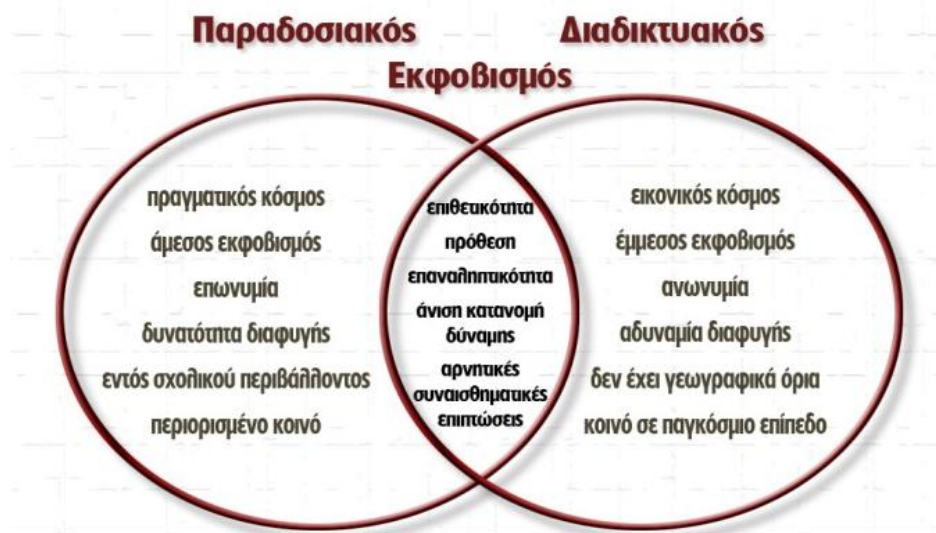 Παραδοσιακός Διαδικτυακός
Εκφοβισμός
πραγματικός κόσμος
άμεσος εκφοβισμός
επωνυμία
δυνατότητα διαφυγής
εντός σχολικού περιβάλλοντος
περιορισμένο κοινό
επιθετικότητα
πρόθεση
επαναληπτικότητα
άνιση κατανομή
δύναμης
αρνητικές
συναισθηματικές
επιπτώσεις
εικονικός κόσμος
έμμεσος εκφοβισμός
ανωνυμία
αδυναμία διαφυγής
δεν έχει γεωγραφικά όρια
κοινό σε παγκόσμιο επίπεδο